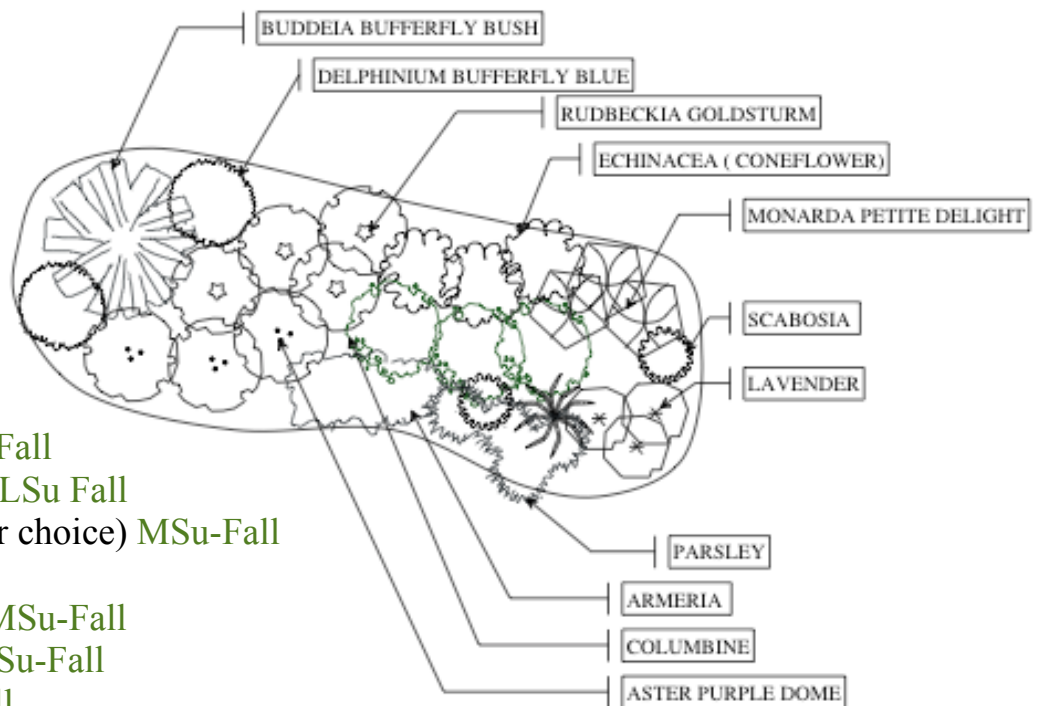 BUDDEIA BUFFERFLY BUSH
DELPHINIUM BUFFERFLY BLUE
RUDBECKIA GOLDSTURM
ECHINACEA ( CONEFLOWER)
MONARDA PETITE DELIGHT
SCABOSIA
LAVENDER
PARSLEY
ARMERIA
COLUMBINE
ASTER PURPLE DOME
Fall
LSu Fall
r choice) MSu-Fall
MSu-Fall
Su-Fall